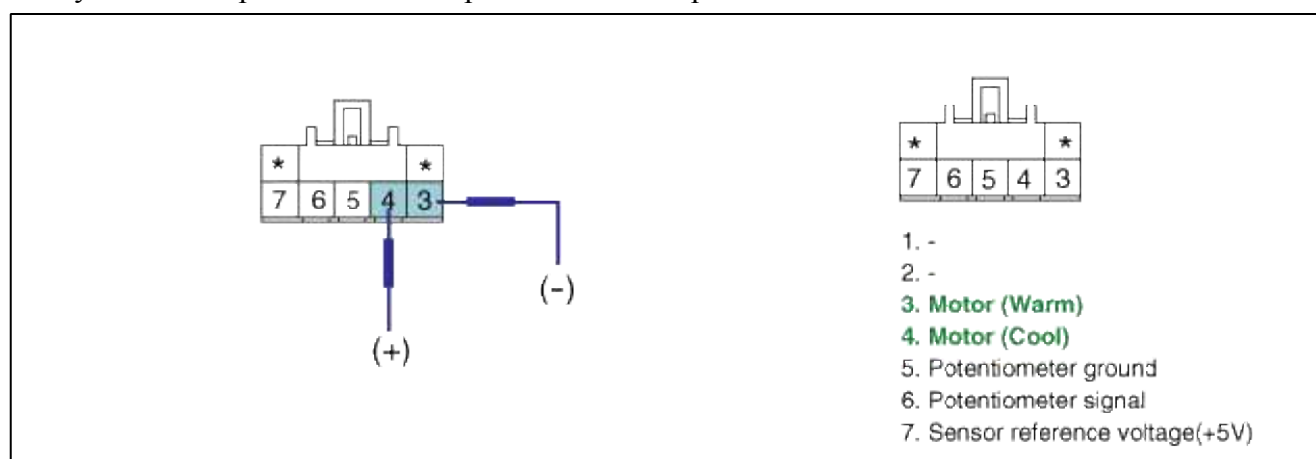 * *
7 6 5 4 3
(+)
(-)
* *
7 6 5 4 3
1. -
2. -
3. Motor (Warm)
4. Motor (Cool)
5. Potentiometer ground
6. Potentiometer signal
7. Sensor reference voltage(+5V)